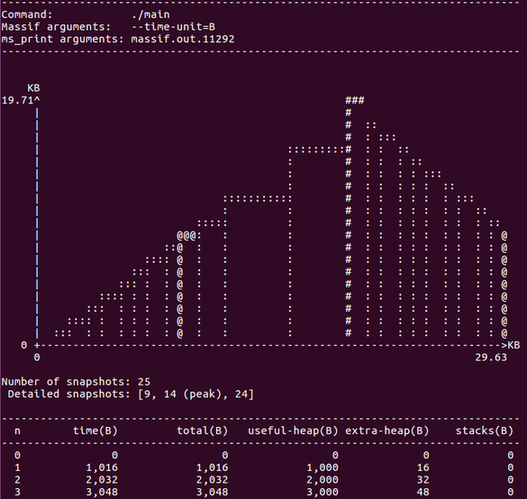 --------------------------------------------------------------------------------
Command:            ./main
Massif arguments:   --time-unit=B
ms_print arguments: massif.out.11292
--------------------------------------------------------------------------------
KB
19.71^                                               ###
0 +----------------------------------------------------------------------->KB
0                                                                   29.63
Number of snapshots: 25
Detailed snapshots: [9, 14 (peak), 24]
--------------------------------------------------------------------------------
n        time(B)         total(B)   useful-heap(B) extra-heap(B)    stacks(B)
--------------------------------------------------------------------------------
0              0                0                0             0            0
1          1,016            1,016            1,000            16            0
2          2,032            2,032            2,000            32            0
3          3,048            3,048            3,000            48            0